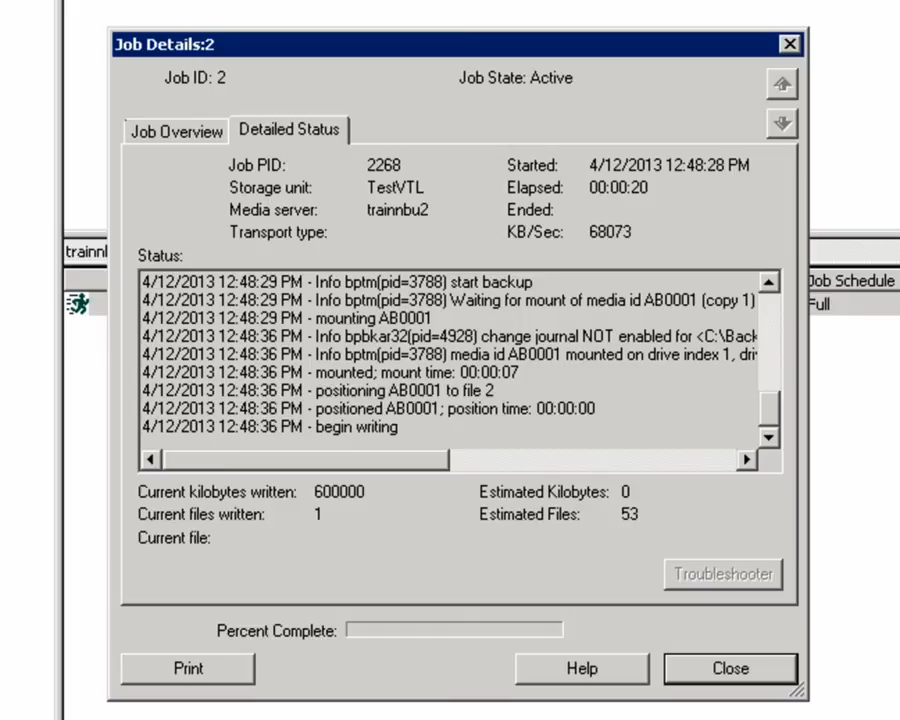 Job Details:2
Job ID: 2 Job State: Active
Job Overview Detailed Status
Job PID: 2268 Started: 4/12/2013 12:48:28 PM
Storage unit: TestVTL Elapsed: 00:00:20
Media server: trainnbu2 Ended:
Transport type: KB/Sec: 68073
trainnl
Status:
Job Schedule
Full
4/12/2013 12:48:29 PM - Info bptm(pid=3788) start backup
4/12/2013 12:48:29 PM - Info bptm(pid=3788) Waiting for mount of media id AB0001 (copy 1)
4/12/2013 12:48:29 PM - mounting AB0001
4/12/2013 12:48:36 PM - Info bpbkar32(pid=4928) change journal NOT enabled for <C:\Back
4/12/2013 12:48:36 PM - Info bptm(pid=3788) media id AB0001 mounted on drive index 1, dri
4/12/2013 12:48:36 PM - mounted; mount time: 00:00:07
4/12/2013 12:48:36 PM - positioning AB0001 to file 2
4/12/2013 12:48:36 PM - positioned AB0001; position time: 00:00:00
4/12/2013 12:48:36 PM - begin writing
Current kilobytes written: 600000 Estimated Kilobytes: 0
Current files written: 1 Estimated Files: 53
Current file:
Troubleshooter
Percent Complete:
Print Help Close